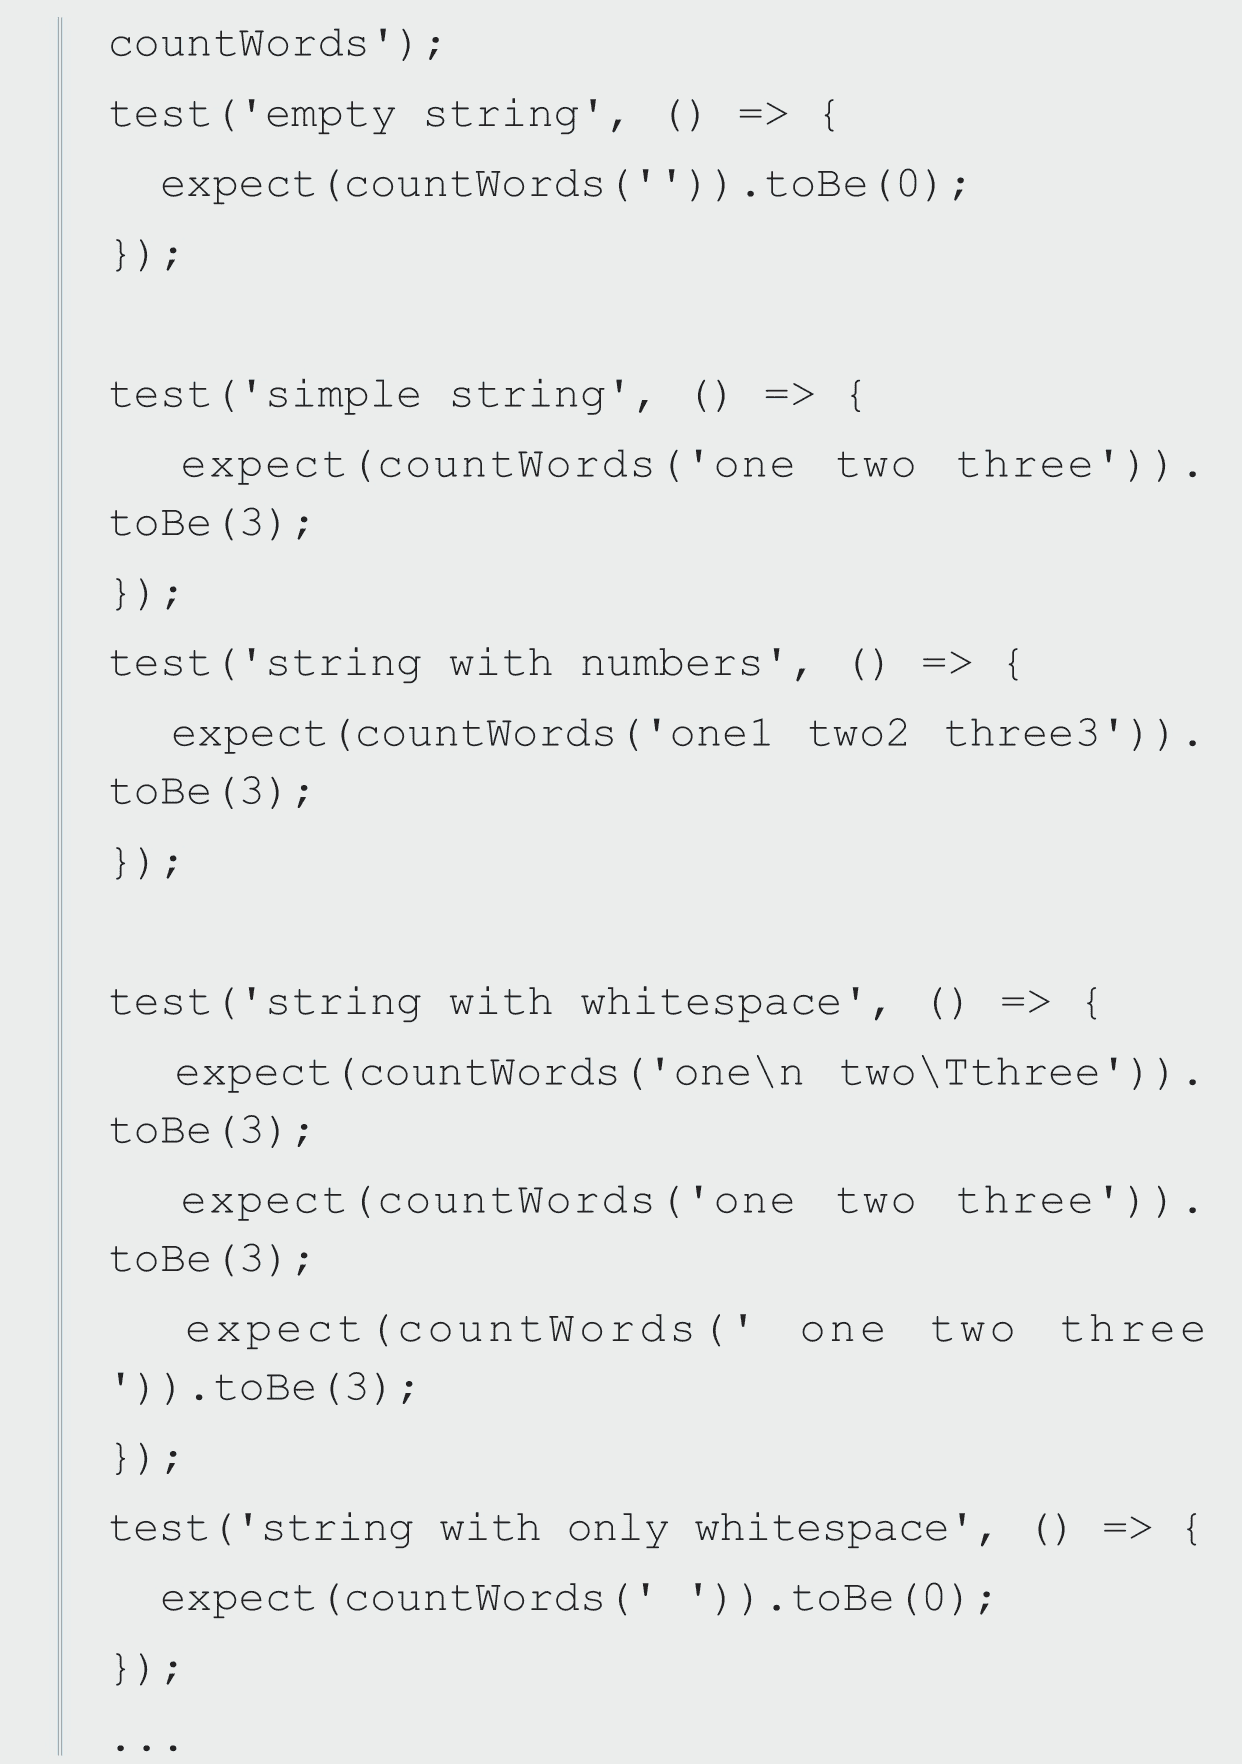 countWords');
test('empty string', () => {
  expect(countWords('')).toBe(0);
});
test('simple string', () => {
  expect(countWords('one two three')).
toBe(3);
});
test('string with numbers', () => {
  expect(countWords('one1 two2 three3')).
toBe(3);
});
test('string with whitespace', () => {
  expect(countWords('one\n two\Tthree')).
toBe(3);
  expect(countWords('one two three')).
toBe(3);
  expect(countWords(' one two three
')).toBe(3);
});
test('string with only whitespace', () => {
  expect(countWords(' ')).toBe(0);
});
...